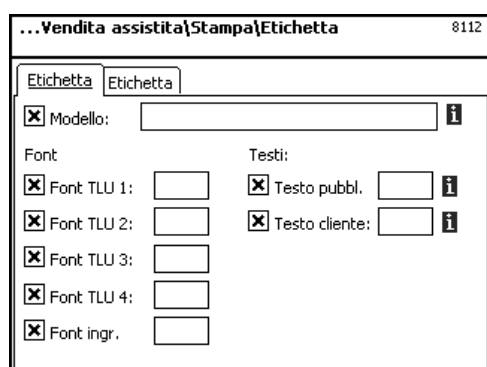 ...Vendita assistita\Stampa\Etichetta 8112
Etichetta Etichetta
Modello: i
Font Testi:
Font TLU 1: Testo pubbl. i
Font TLU 2: Testo cliente: i
Font TLU 3:
Font TLU 4:
Font ingr.